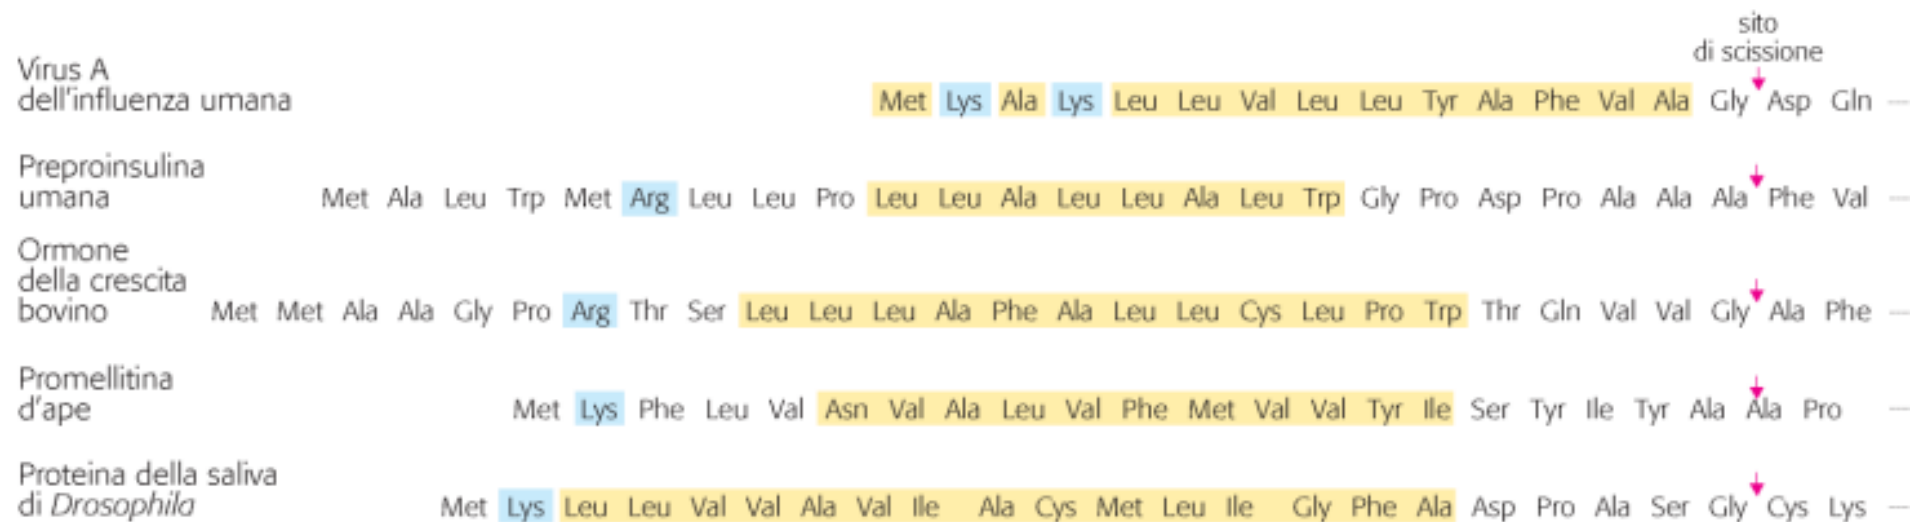 sito
di scissione
Virus A
dell'influenza umana
Met Lys Ala Lys Leu Leu Val Leu Leu Tyr Ala Phe Val Ala Gly Asp Gln
Preproinsulina
umana
Met Ala Leu Trp Met Arg Leu Leu Pro Leu Leu Ala Leu Leu Ala Leu Trp Gly Pro Asp Pro Ala Ala Ala Phe Val
Ormone
della crescita
bovino
Met Met Ala Ala Gly Pro Arg Thr Ser Leu Leu Leu Ala Phe Ala Leu Leu Cys Leu Pro Trp Thr Gln Val Val Gly Ala Phe
Promellitina
d'ape
Met Lys Phe Leu Val Asn Val Ala Leu Val Phe Met Val Val Tyr Ile Ser Tyr Ile Tyr Ala Ala Pro
Proteina della saliva
di Drosophila
Met Lys Leu Leu Val Val Ala Val Ile Ala Cys Met Leu Ile Gly Phe Ala Asp Pro Ala Ser Gly Cys Lys